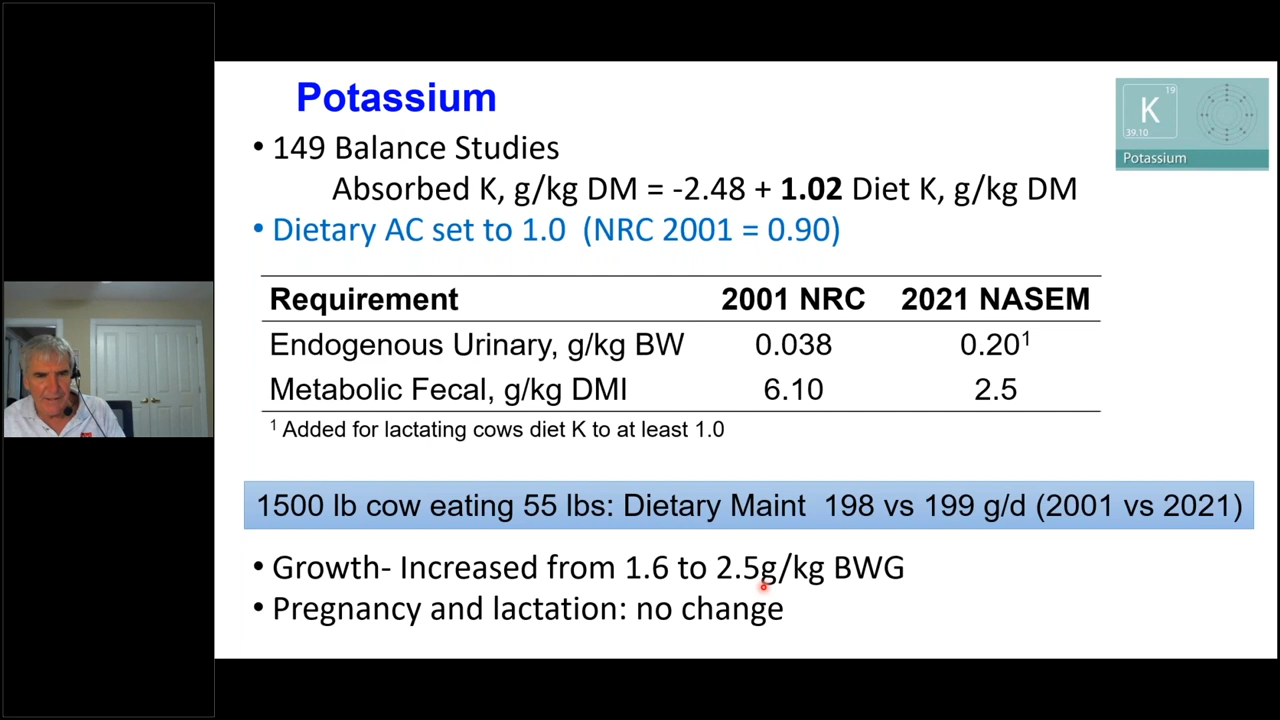 Potassium
K
19
39.10
Potassium
• 149 Balance Studies
Absorbed K, g/kg DM = -2.48 + 1.02 Diet K, g/kg DM
• Dietary AC set to 1.0 (NRC 2001 = 0.90)
Requirement 2001 NRC 2021 NASEM
Endogenous Urinary, g/kg BW 0.038 0.20¹
Metabolic Fecal, g/kg DMI 6.10 2.5
¹ Added for lactating cows diet K to at least 1.0
1500 lb cow eating 55 lbs: Dietary Maint 198 vs 199 g/d (2001 vs 2021)
• Growth- Increased from 1.6 to 2.5g/kg BWG
• Pregnancy and lactation: no change